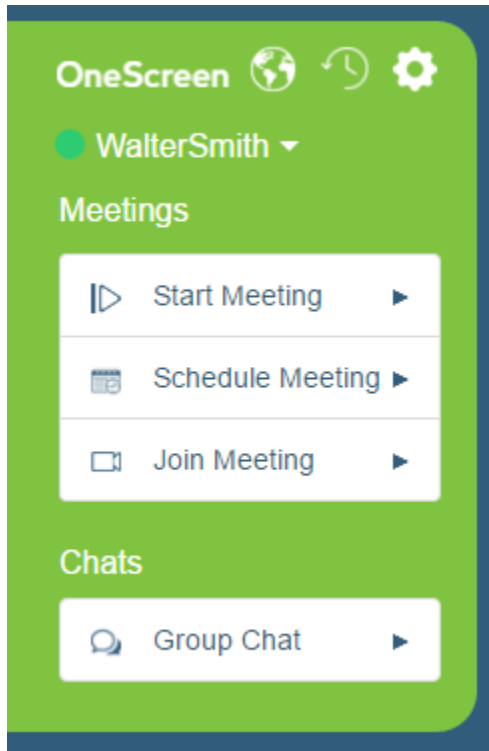 OneScreen
WalterSmith
Meetings
Start Meeting
Schedule Meeting
Join Meeting
Chats
Group Chat